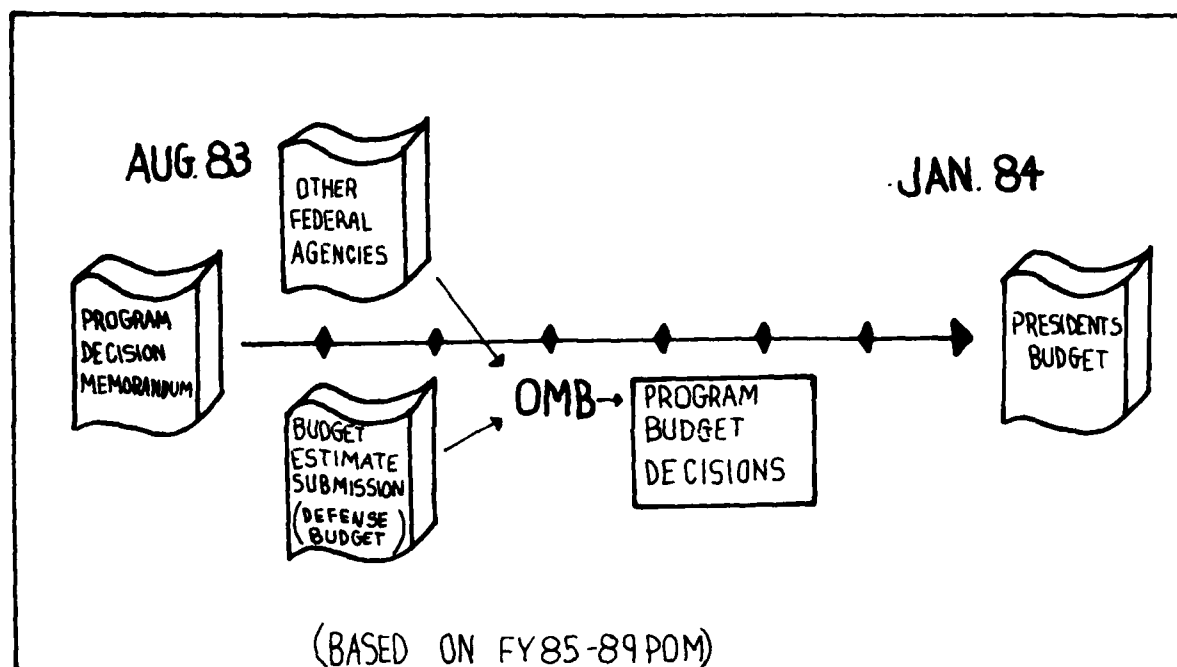 AUG. 83
JAN. 84
OTHER
FEDERAL
AGENCIES
PROGRAM
DECISION
MEMORANDUM
PRESIDENTS
BUDGET
BUDGET
ESTIMATE
SUBMISSION
(DEFENSE
BUDGET)
OMB
PROGRAM
BUDGET
DECISIONS
(BASED ON FY85-89 POM)